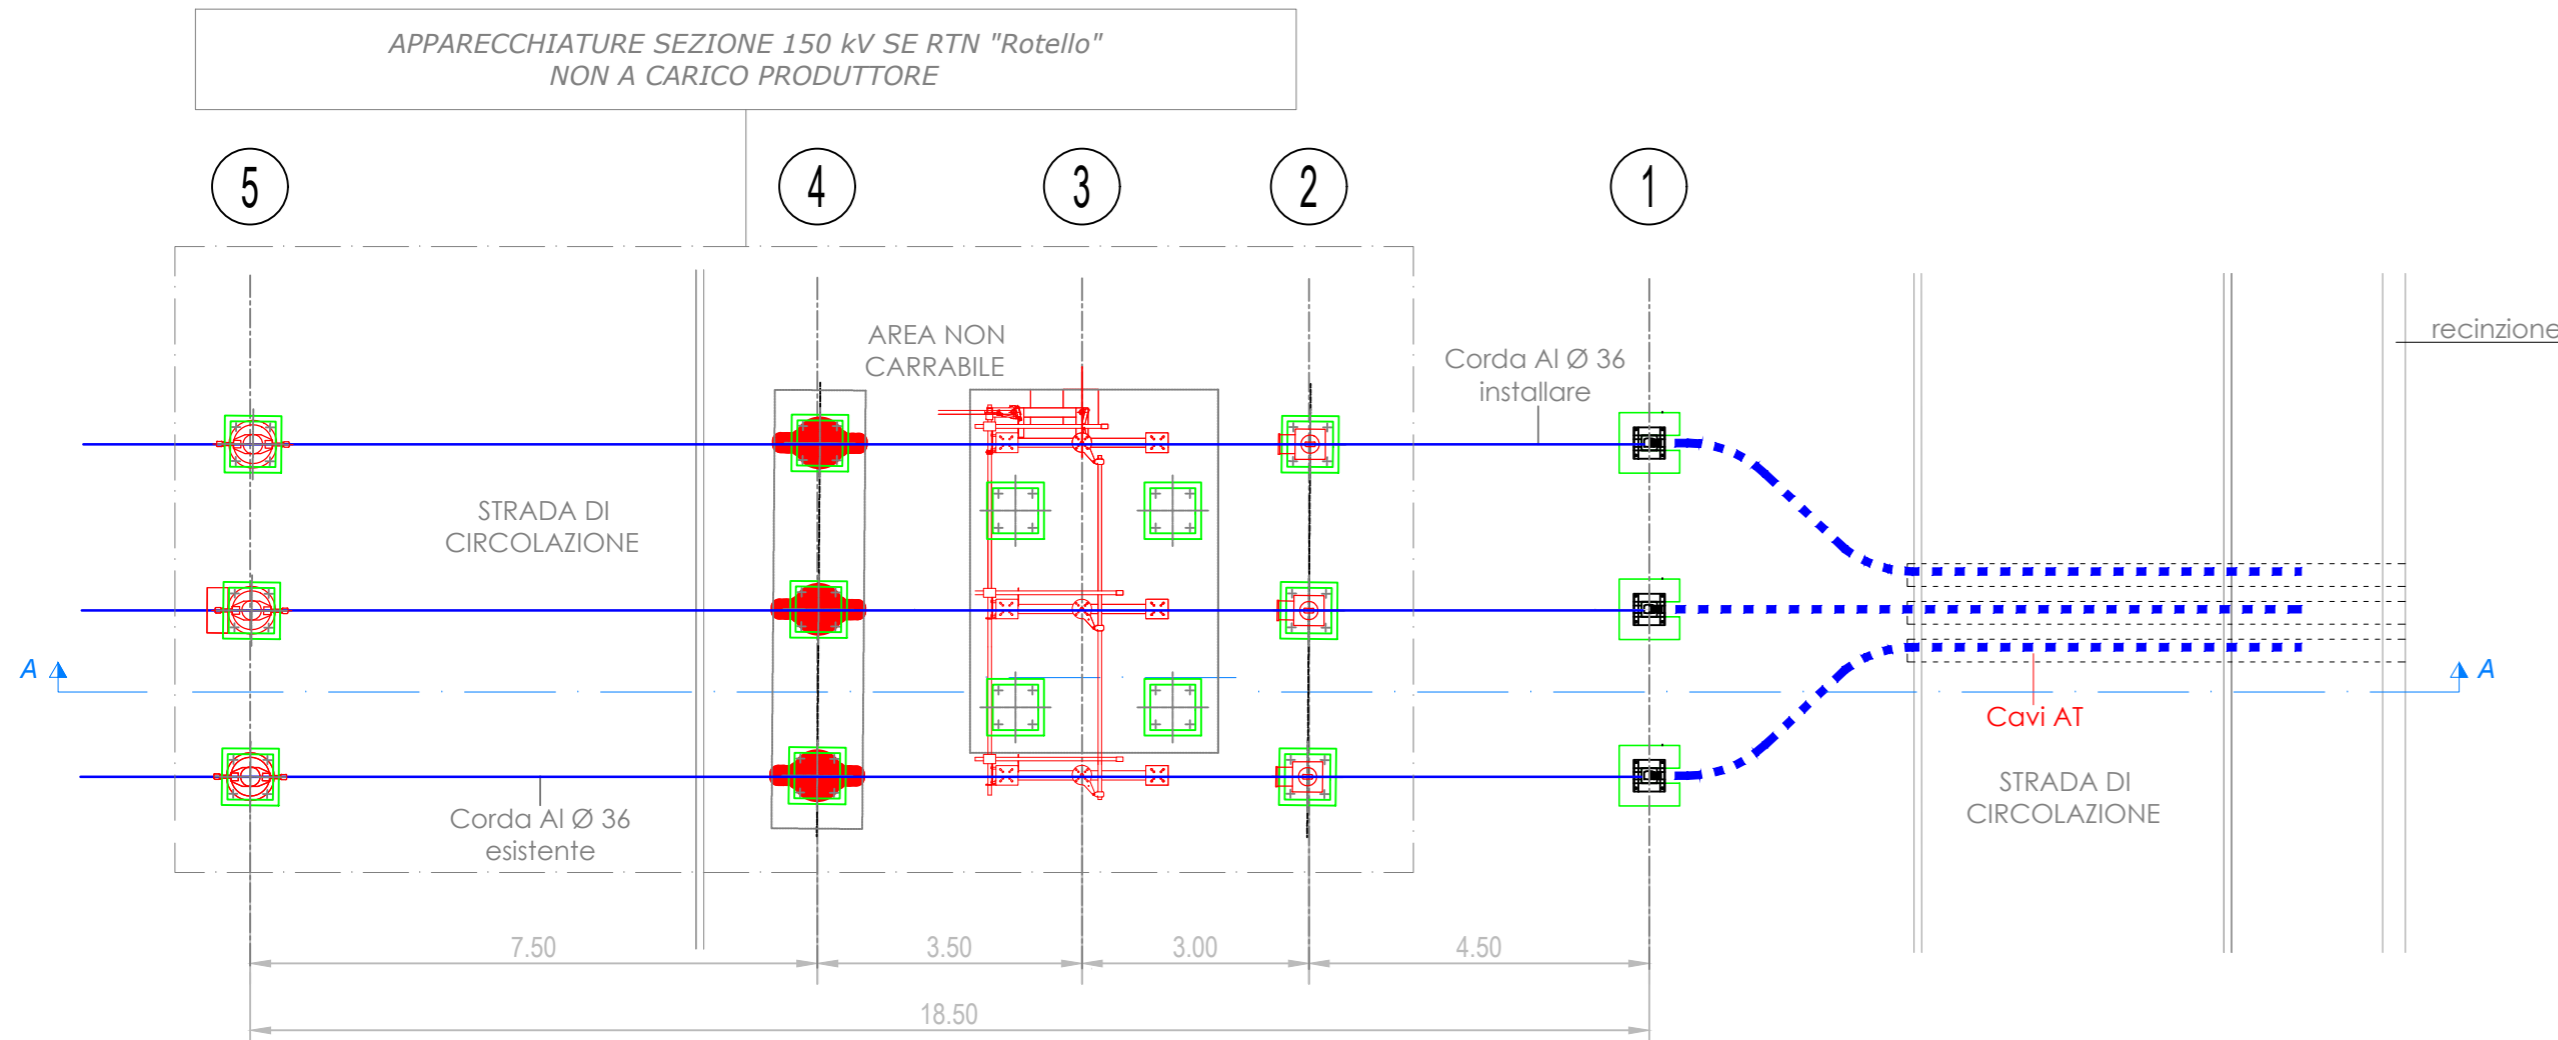 APPARECCHIATURE SEZIONE 150 kV SE RTN "Rotello"
NON A CARICO PRODUTTORE
5
4
3
2
1
AREA NON
CARRABILE
Corda Al Ø 36
installare
recinzione
STRADA DI
CIRCOLAZIONE
A
A
Cavi AT
STRADA DI
CIRCOLAZIONE
Corda Al Ø 36
esistente
7.50
3.50
3.00
4.50
18.50